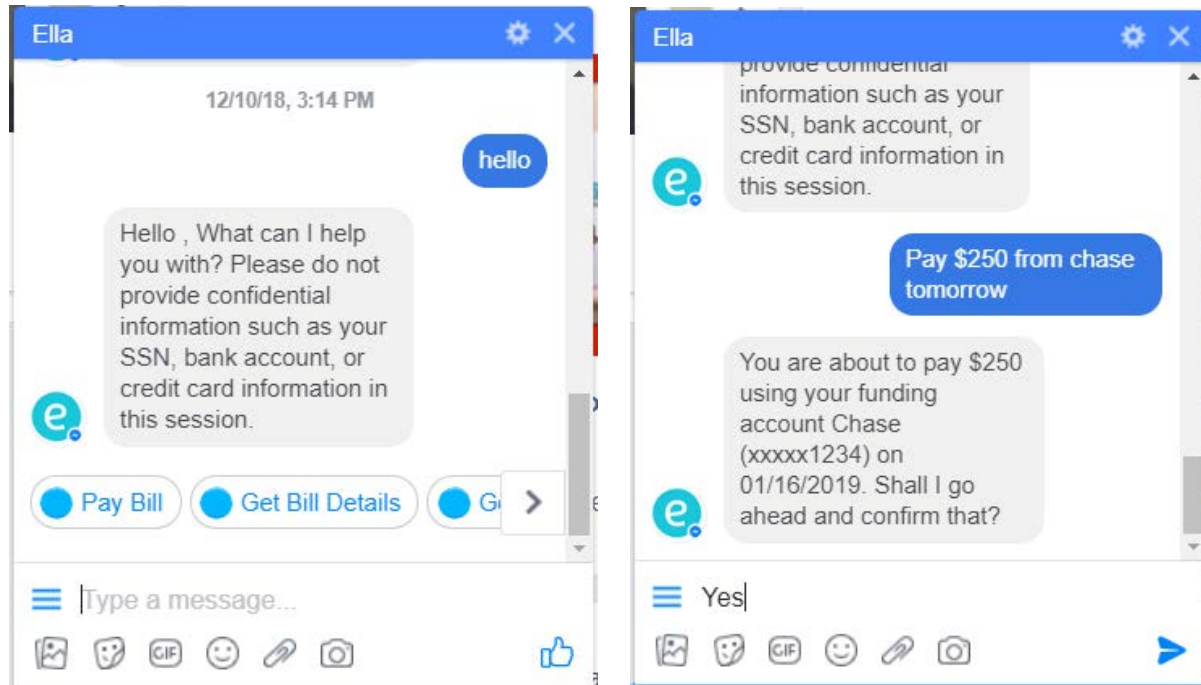 Ella
12/10/18, 3:14 PM
hello
Hello , What can I help
you with? Please do not
provide confidential
information such as your
SSN, bank account, or
credit card information in
this session.
Pay Bill
Get Bill Details
Type a message...
GIF
Ella
provide confidential
information such as your
SSN, bank account, or
credit card information in
this session.
Pay $250 from chase
tomorrow
You are about to pay $250
using your funding
account Chase
(xxxxx1234) on
01/16/2019. Shall I go
ahead and confirm that?
Yes
GIF